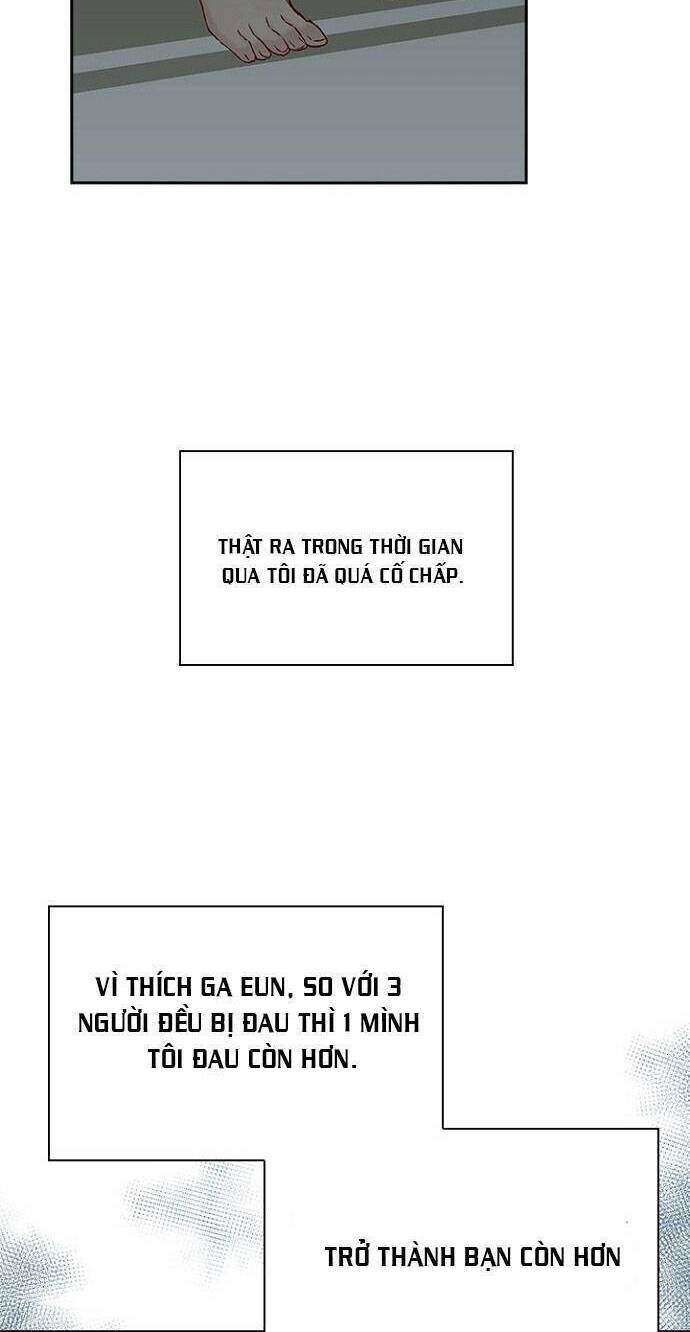 THẬT RA TRONG THỜI GIAN
QUA TÔI ĐÃ QUÁ CỐ CHẤP.
VÌ THÍCH GA EUN, SO VỚI 3
NGƯỜI ĐỀU BỊ ĐAU THÌ 1 MÌNH
TÔI ĐAU CÒN HƠN.
TRỞ THÀNH BẠN CÒN HƠN